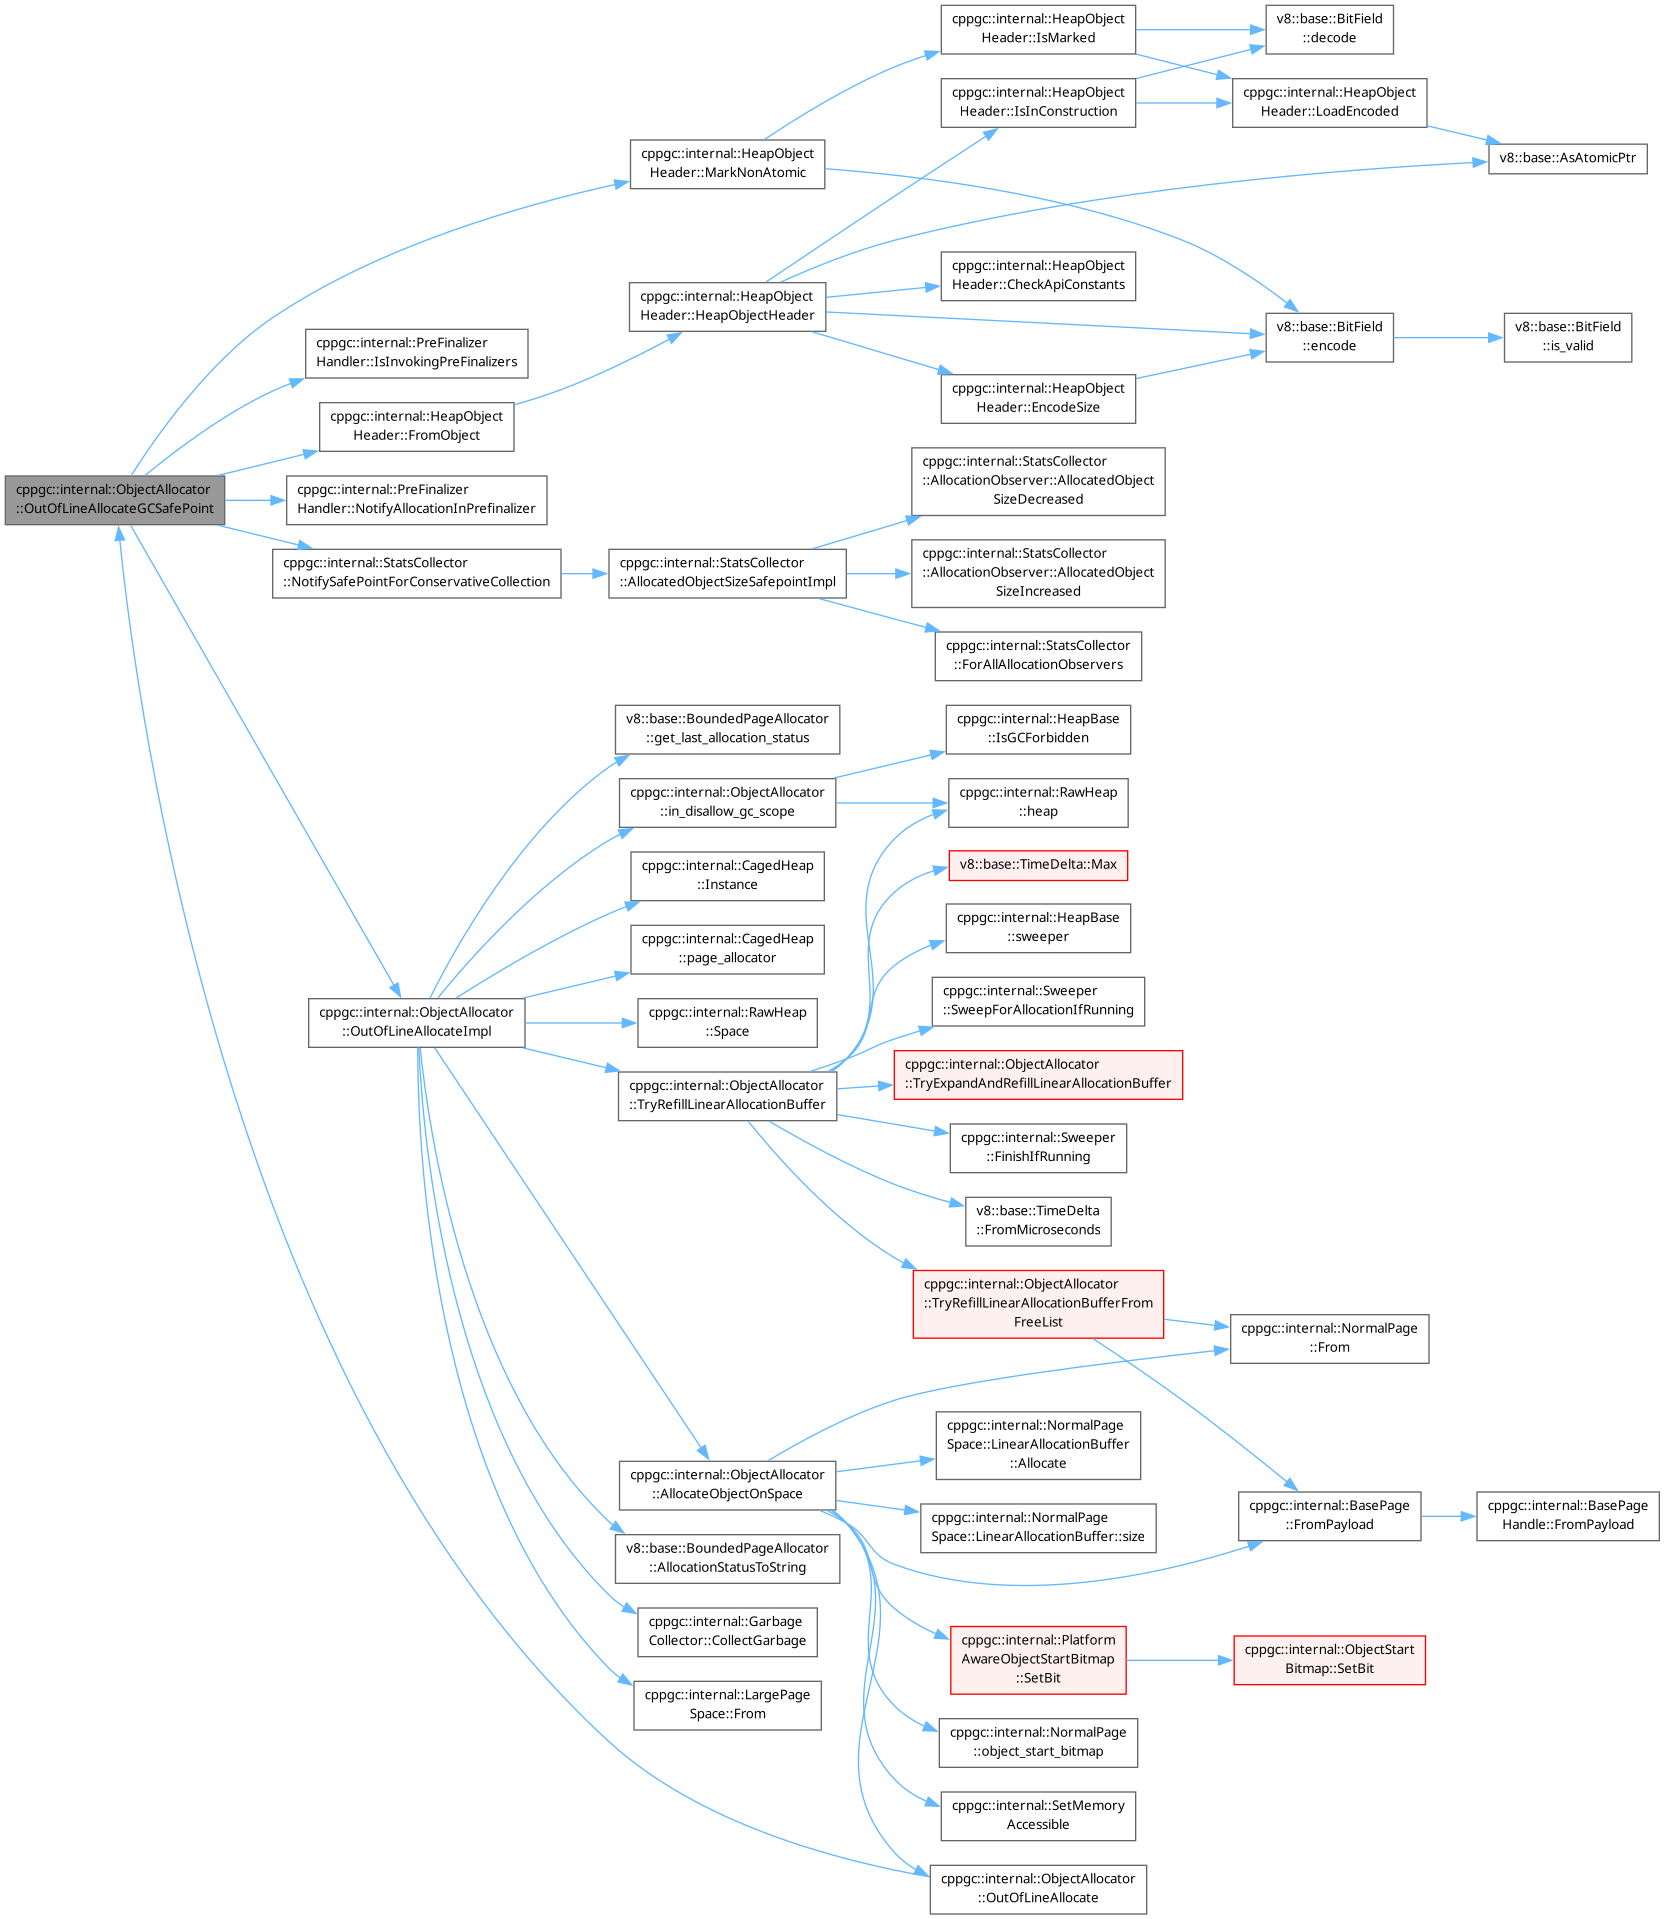 cppgc::internal::HeapObject
Header::IsMarked
v8::base::BitField
::decode
cppgc::internal::HeapObject
Header::IsInConstruction
cppgc::internal::HeapObject
Header::LoadEncoded
cppgc::internal::HeapObject
Header::MarkNonAtomic
v8::base::AsAtomicPtr
cppgc::internal::HeapObject
Header::CheckApiConstants
cppgc::internal::HeapObject
Header::HeapObjectHeader
v8::base::BitField
::encode
v8::base::BitField
::is_valid
cppgc::internal::PreFinalizer
Handler::IsInvokingPreFinalizers
cppgc::internal::HeapObject
Header::EncodeSize
cppgc::internal::HeapObject
Header::FromObject
cppgc::internal::ObjectAllocator
::OutOfLineAllocateGCSafePoint
cppgc::internal::PreFinalizer
Handler::NotifyAllocationInPrefinalizer
cppgc::internal::StatsCollector
::AllocationObserver::AllocatedObject
SizeDecreased
cppgc::internal::StatsCollector
::NotifySafePointForConservativeCollection
cppgc::internal::StatsCollector
::AllocatedObjectSizeSafepointImpl
cppgc::internal::StatsCollector
::AllocationObserver::AllocatedObject
SizeIncreased
cppgc::internal::StatsCollector
::ForAllAllocationObservers
v8::base::BoundedPageAllocator
::get_last_allocation_status
cppgc::internal::HeapBase
::IsGCForbidden
cppgc::internal::ObjectAllocator
::in_disallow_gc_scope
cppgc::internal::RawHeap
::heap
cppgc::internal::CagedHeap
::Instance
v8::base::TimeDelta::Max
cppgc::internal::CagedHeap
::page_allocator
cppgc::internal::HeapBase
::sweeper
cppgc::internal::ObjectAllocator
::OutOfLineAllocateImpl
cppgc::internal::RawHeap
::Space
cppgc::internal::Sweeper
::SweepForAllocationIfRunning
cppgc::internal::ObjectAllocator
::TryRefillLinearAllocationBuffer
cppgc::internal::ObjectAllocator
::TryExpandAndRefillLinearAllocationBuffer
cppgc::internal::Sweeper
::FinishIfRunning
v8::base::TimeDelta
::FromMicroseconds
cppgc::internal::ObjectAllocator
::TryRefillLinearAllocationBufferFrom
FreeList
cppgc::internal::NormalPage
::From
cppgc::internal::NormalPage
Space::LinearAllocationBuffer
::Allocate
cppgc::internal::ObjectAllocator
::AllocateObjectOnSpace
cppgc::internal::NormalPage
Space::LinearAllocationBuffer::size
cppgc::internal::BasePage
::FromPayload
cppgc::internal::BasePage
Handle::FromPayload
v8::base::BoundedPageAllocator
::AllocationStatusToString
cppgc::internal::Garbage
Collector::CollectGarbage
cppgc::internal::Platform
AwareObjectStartBitmap
::SetBit
cppgc::internal::ObjectStart
Bitmap::SetBit
cppgc::internal::LargePage
Space::From
cppgc::internal::NormalPage
::object_start_bitmap
cppgc::internal::SetMemory
Accessible
cppgc::internal::ObjectAllocator
::OutOfLineAllocate